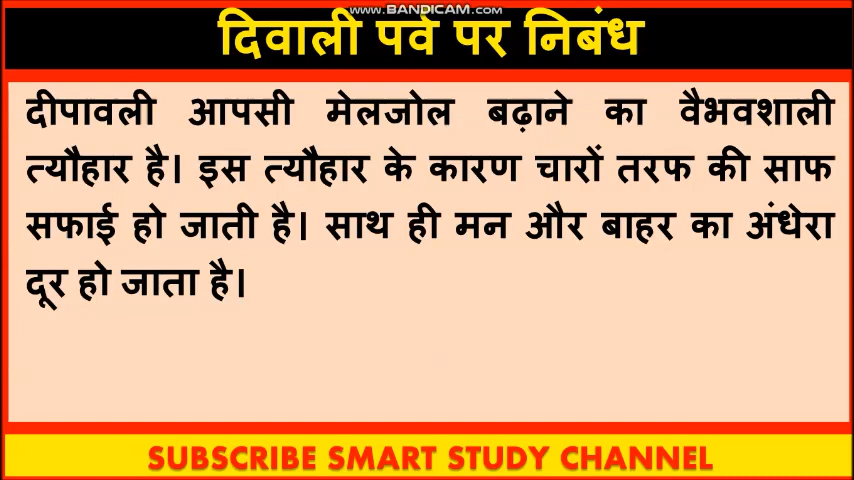 www.BANDICAM.com
दिवाली पर्व पर निबंध
दीपावली आपसी मेलजोल बढ़ाने का वैभवशाली
त्यौहार है। इस त्यौहार के कारण चारों तरफ की साफ
सफाई हो जाती है। साथ ही मन और बाहर का अंधेरा
दूर हो जाता है।
SUBSCRIBE SMART STUDY CHANNEL